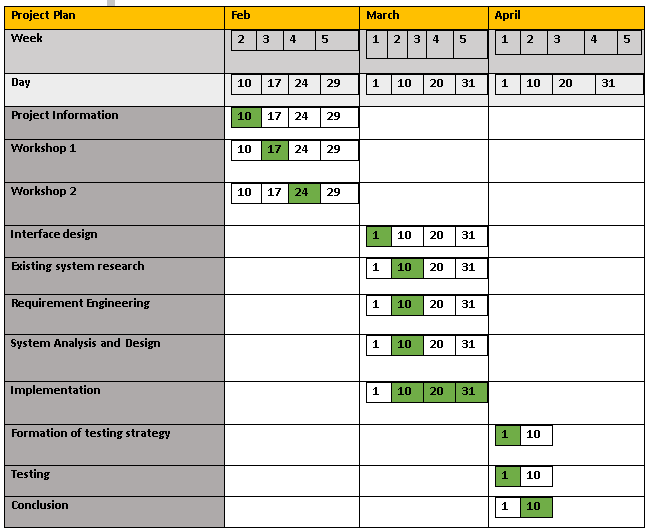 Project Plan Feb March April
Week 2 3 4 5 1 2 3 4 5 1 2 3 4 5
Day 10 17 24 29 1 10 20 31 1 10 20 31
Project Information 10 17 24 29
Workshop 1 10 17 24 29
Workshop 2 10 17 24 29
Interface design 1 10 20 31
Existing system research 1 10 20 31
Requirement Engineering 1 10 20 31
System Analysis and Design 1 10 20 31
Implementation 1 10 20 31
Formation of testing strategy 1 10
Testing 1 10
Conclusion 1 10